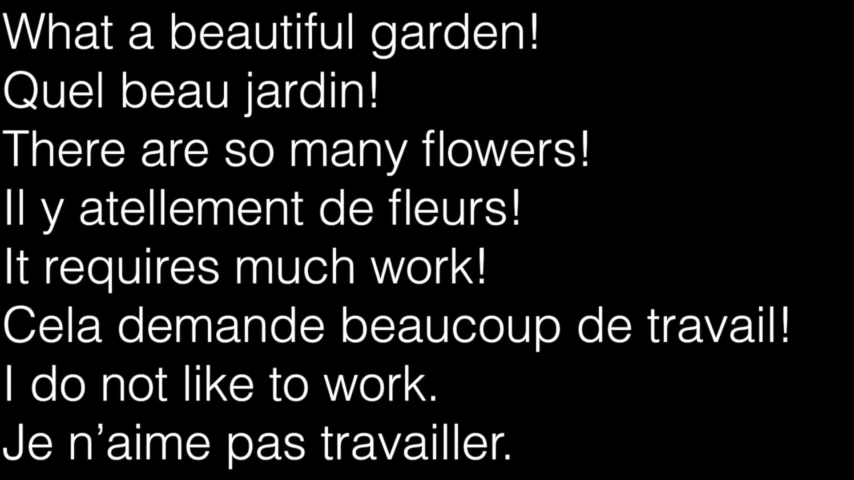 What a beautiful garden!
Quel beau jardin!
There are so many flowers!
Il y atellement de fleurs!
It requires much work!
Cela demande beaucoup de travail!
I do not like to work.
Je n’aime pas travailler.